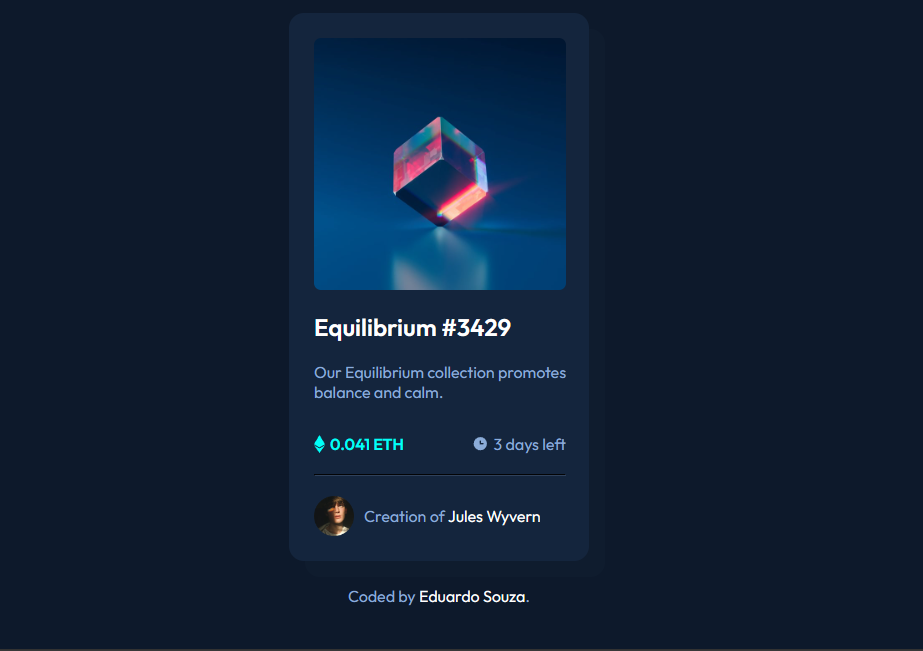 Equilibrium #3429
Our Equilibrium collection promotes
balance and calm.
0.041 ETH
3 days left
Creation of Jules Wyvern
Coded by Eduardo Souza.